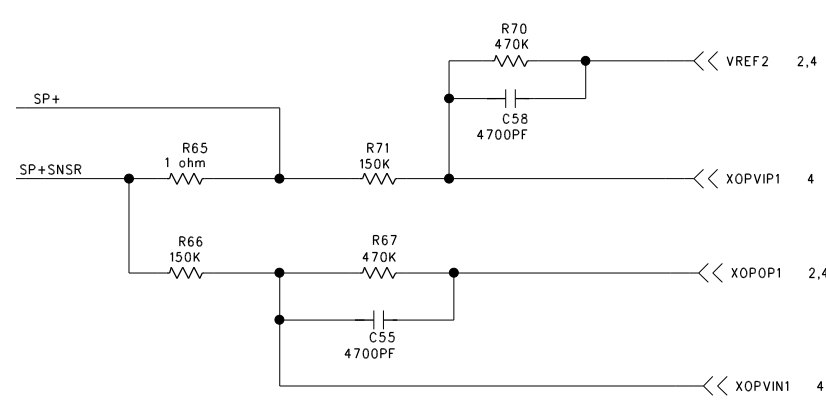 R70
470K
VREF2 2,4
SP+
C58
4700PF
R65
1 ohm
R71
150K
SP+SNSR
XOPVIP1 4
R66
150K
R67
470K
XOPOP1 2,4
C55
4700PF
XOPVIN1 4